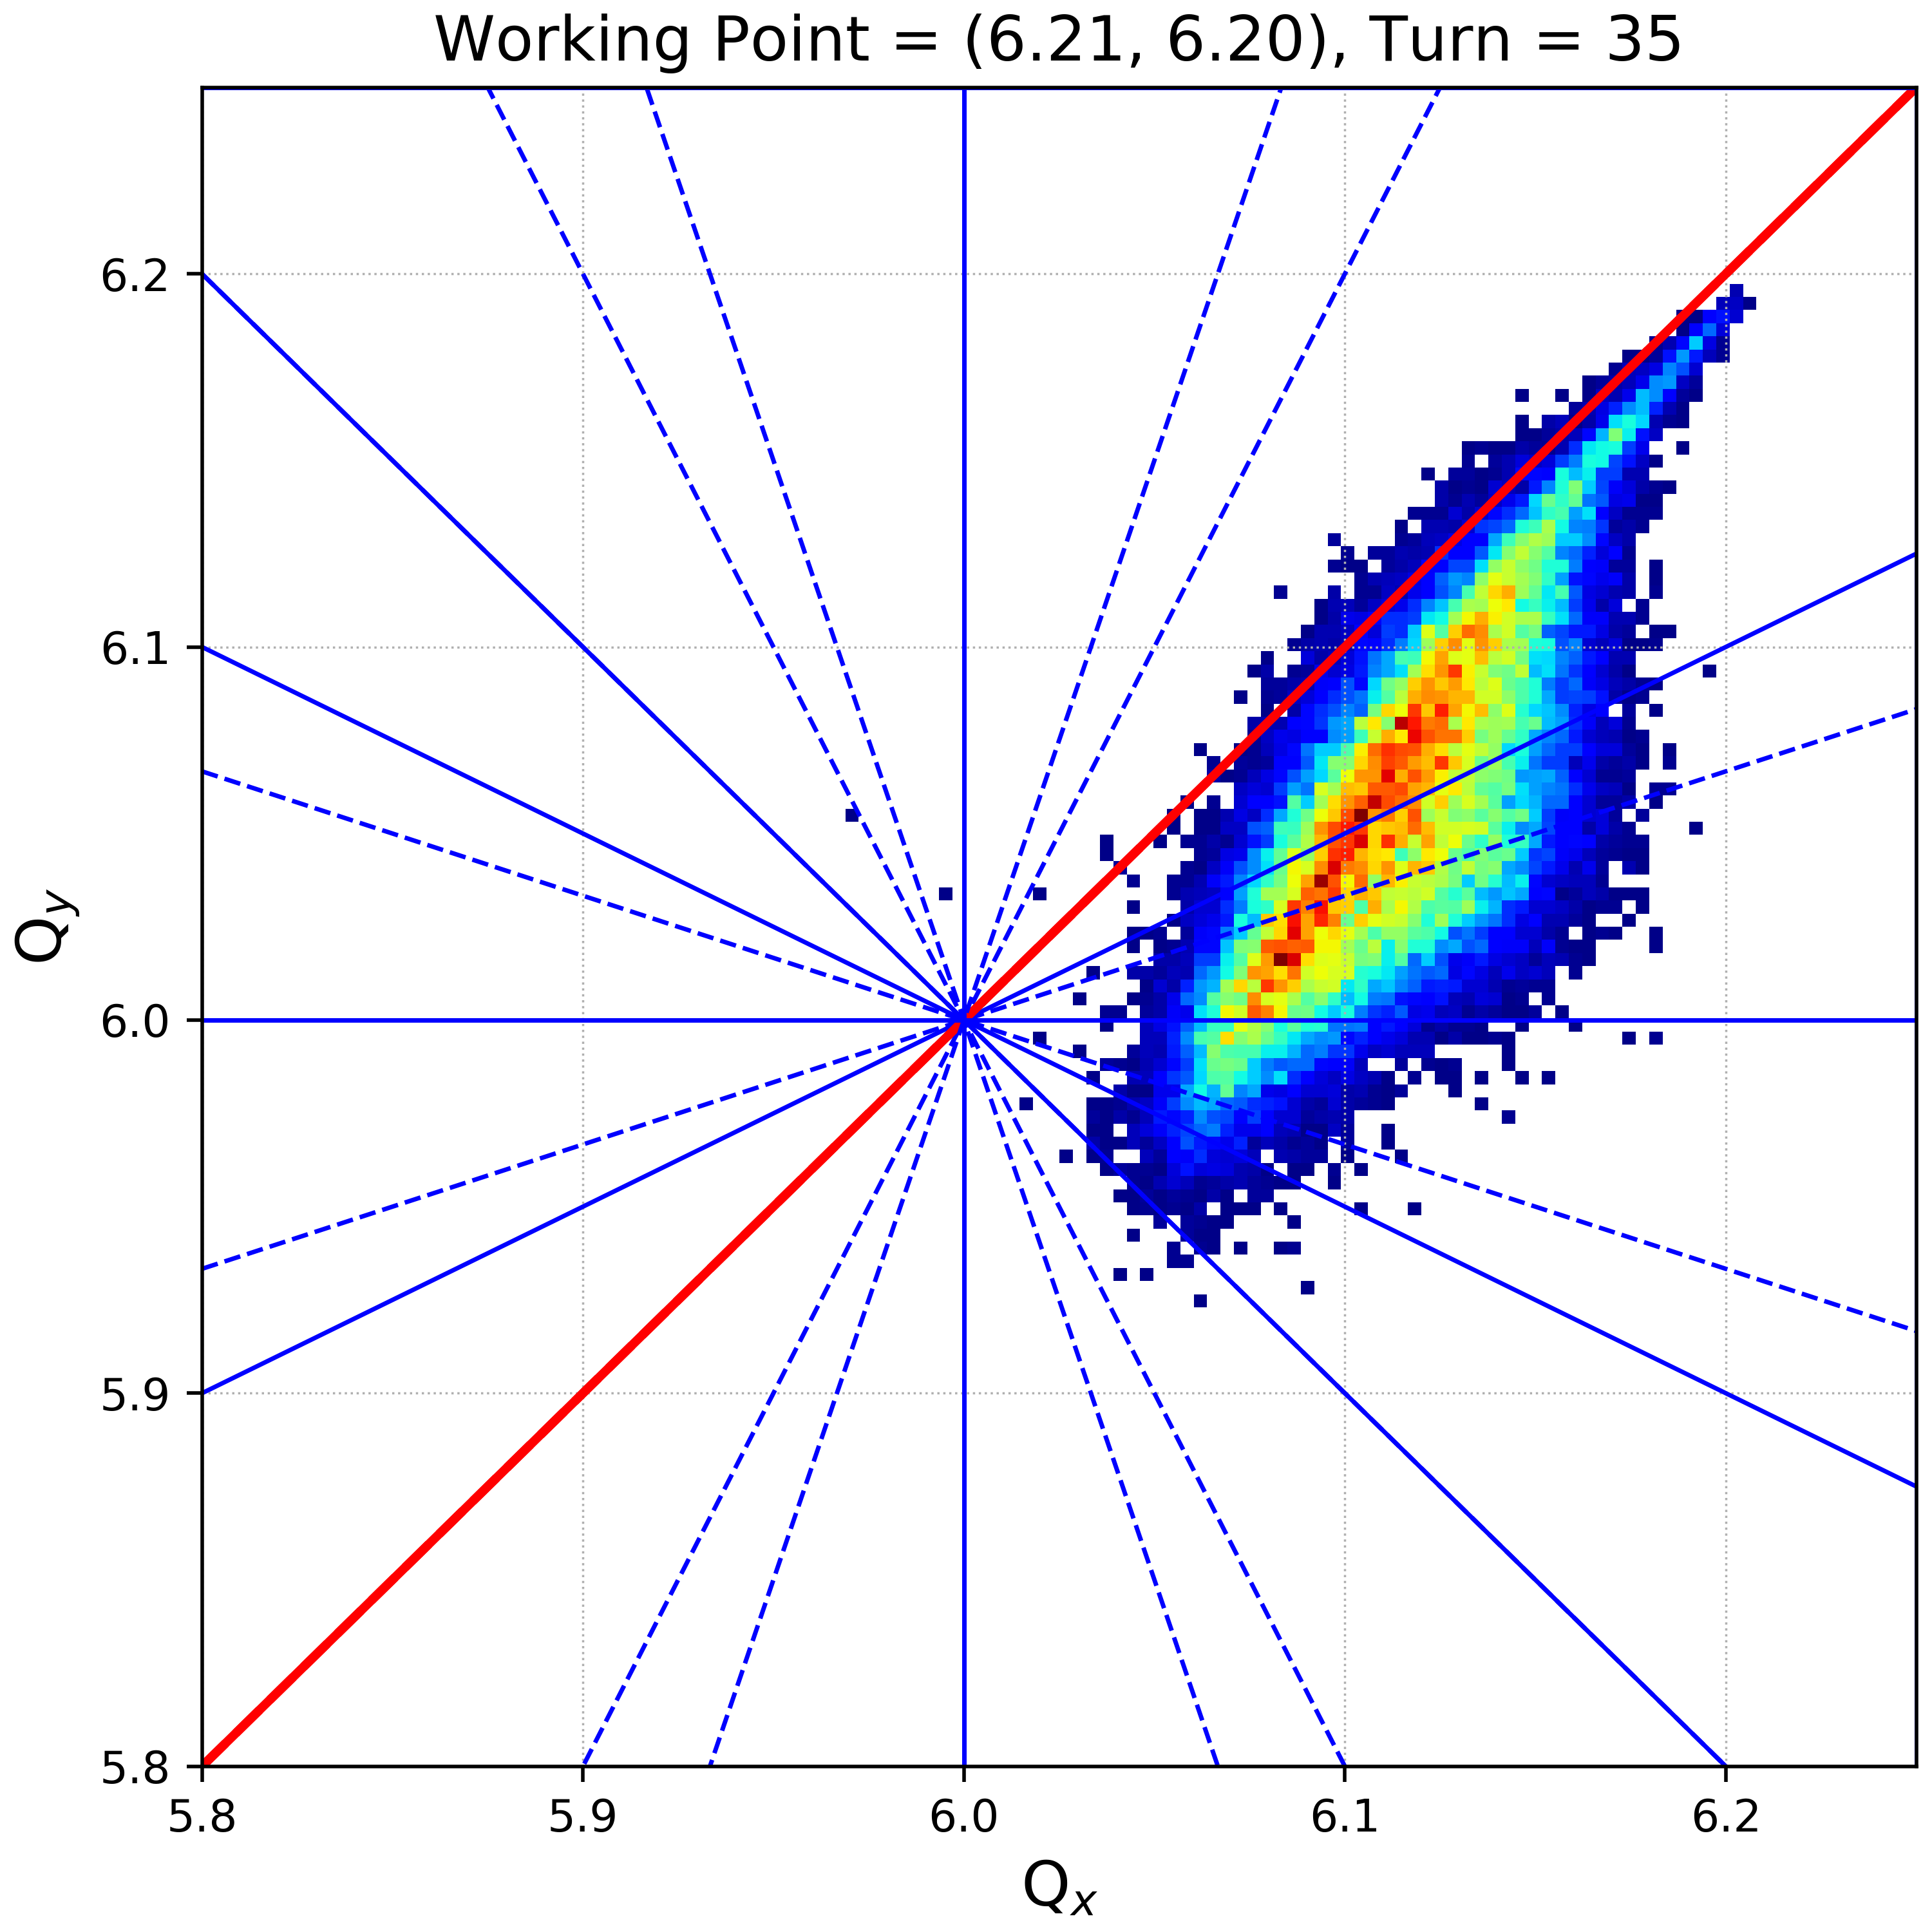 Working Point = (6.21, 6.20), Turn = 35
6.2
6.1
6.0
5.9
5.8
Qy
5.8 5.9 6.0 6.1 6.2
Qx